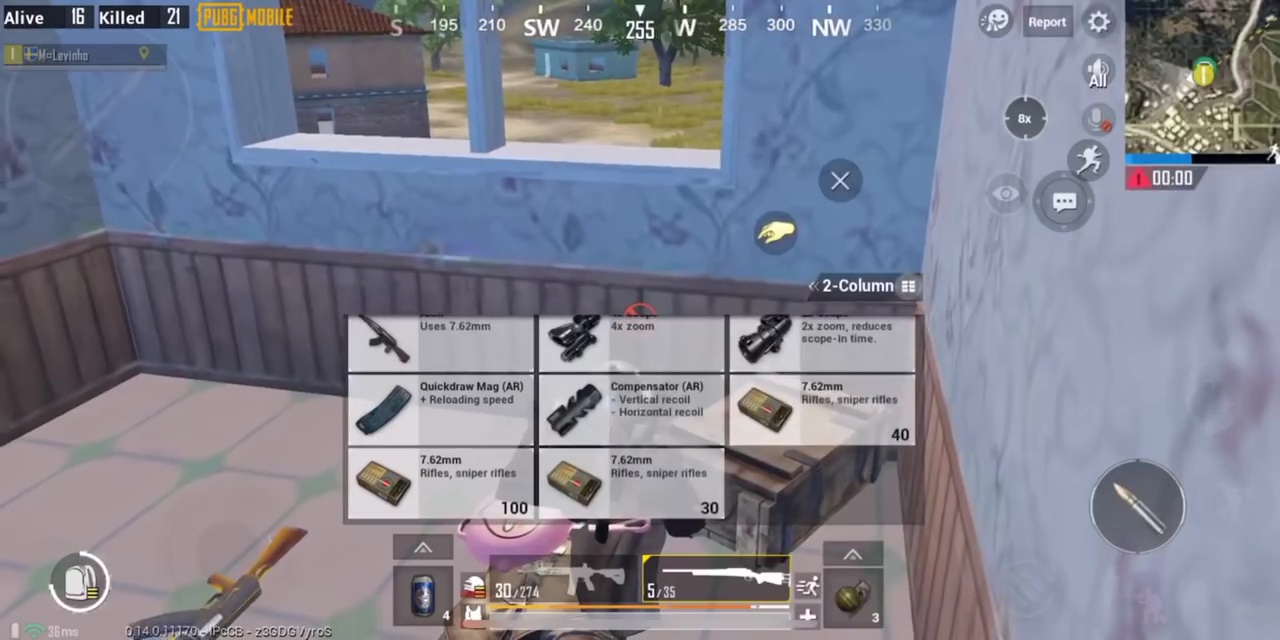 Alive 16 Killed 21 PUBG MOBILE
S 195 210 SW 240 255 W 285 300 NW 330
Report
Levinho
All
8x
00:00
2-Column
Uses 7.62mm
4x zoom
2x zoom, reduces
scope-in time.
Quickdraw Mag (AR)
+ Reloading speed
Compensator (AR)
- Vertical recoil
- Horizontal recoil
7.62mm
Rifles, sniper rifles
40
7.62mm
Rifles, sniper rifles
100
7.62mm
Rifles, sniper rifles
30
4
30/274
5/35
3
36ms